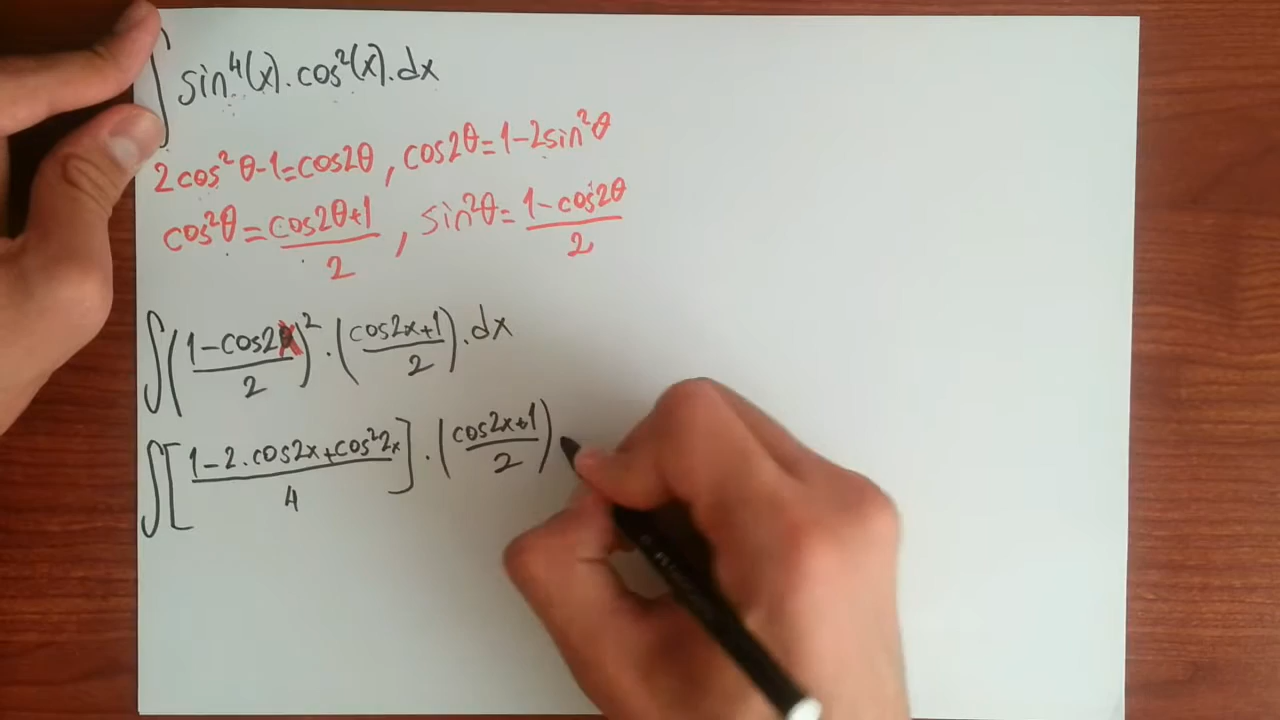 ∫ sin⁴(x).cos²(x).dx
2cos²θ-1=cos2θ, cos2θ=1-2sin²θ
cos²θ=(cos2θ+1)/2, sin²θ=(1-cos2θ)/2
∫((1-cos2x)/2)².((cos2x+1)/2).dx
∫[(1-2.cos2x+cos²2x)/4].((cos2x+1)/2)